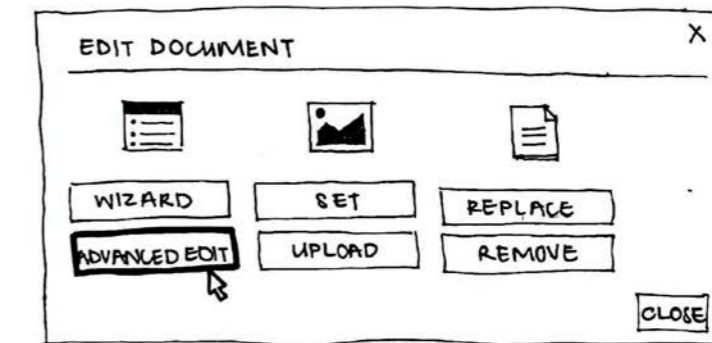 EDIT DOCUMENT X
WIZARD SET REPLACE
ADVANCED EDIT UPLOAD REMOVE
CLOSE